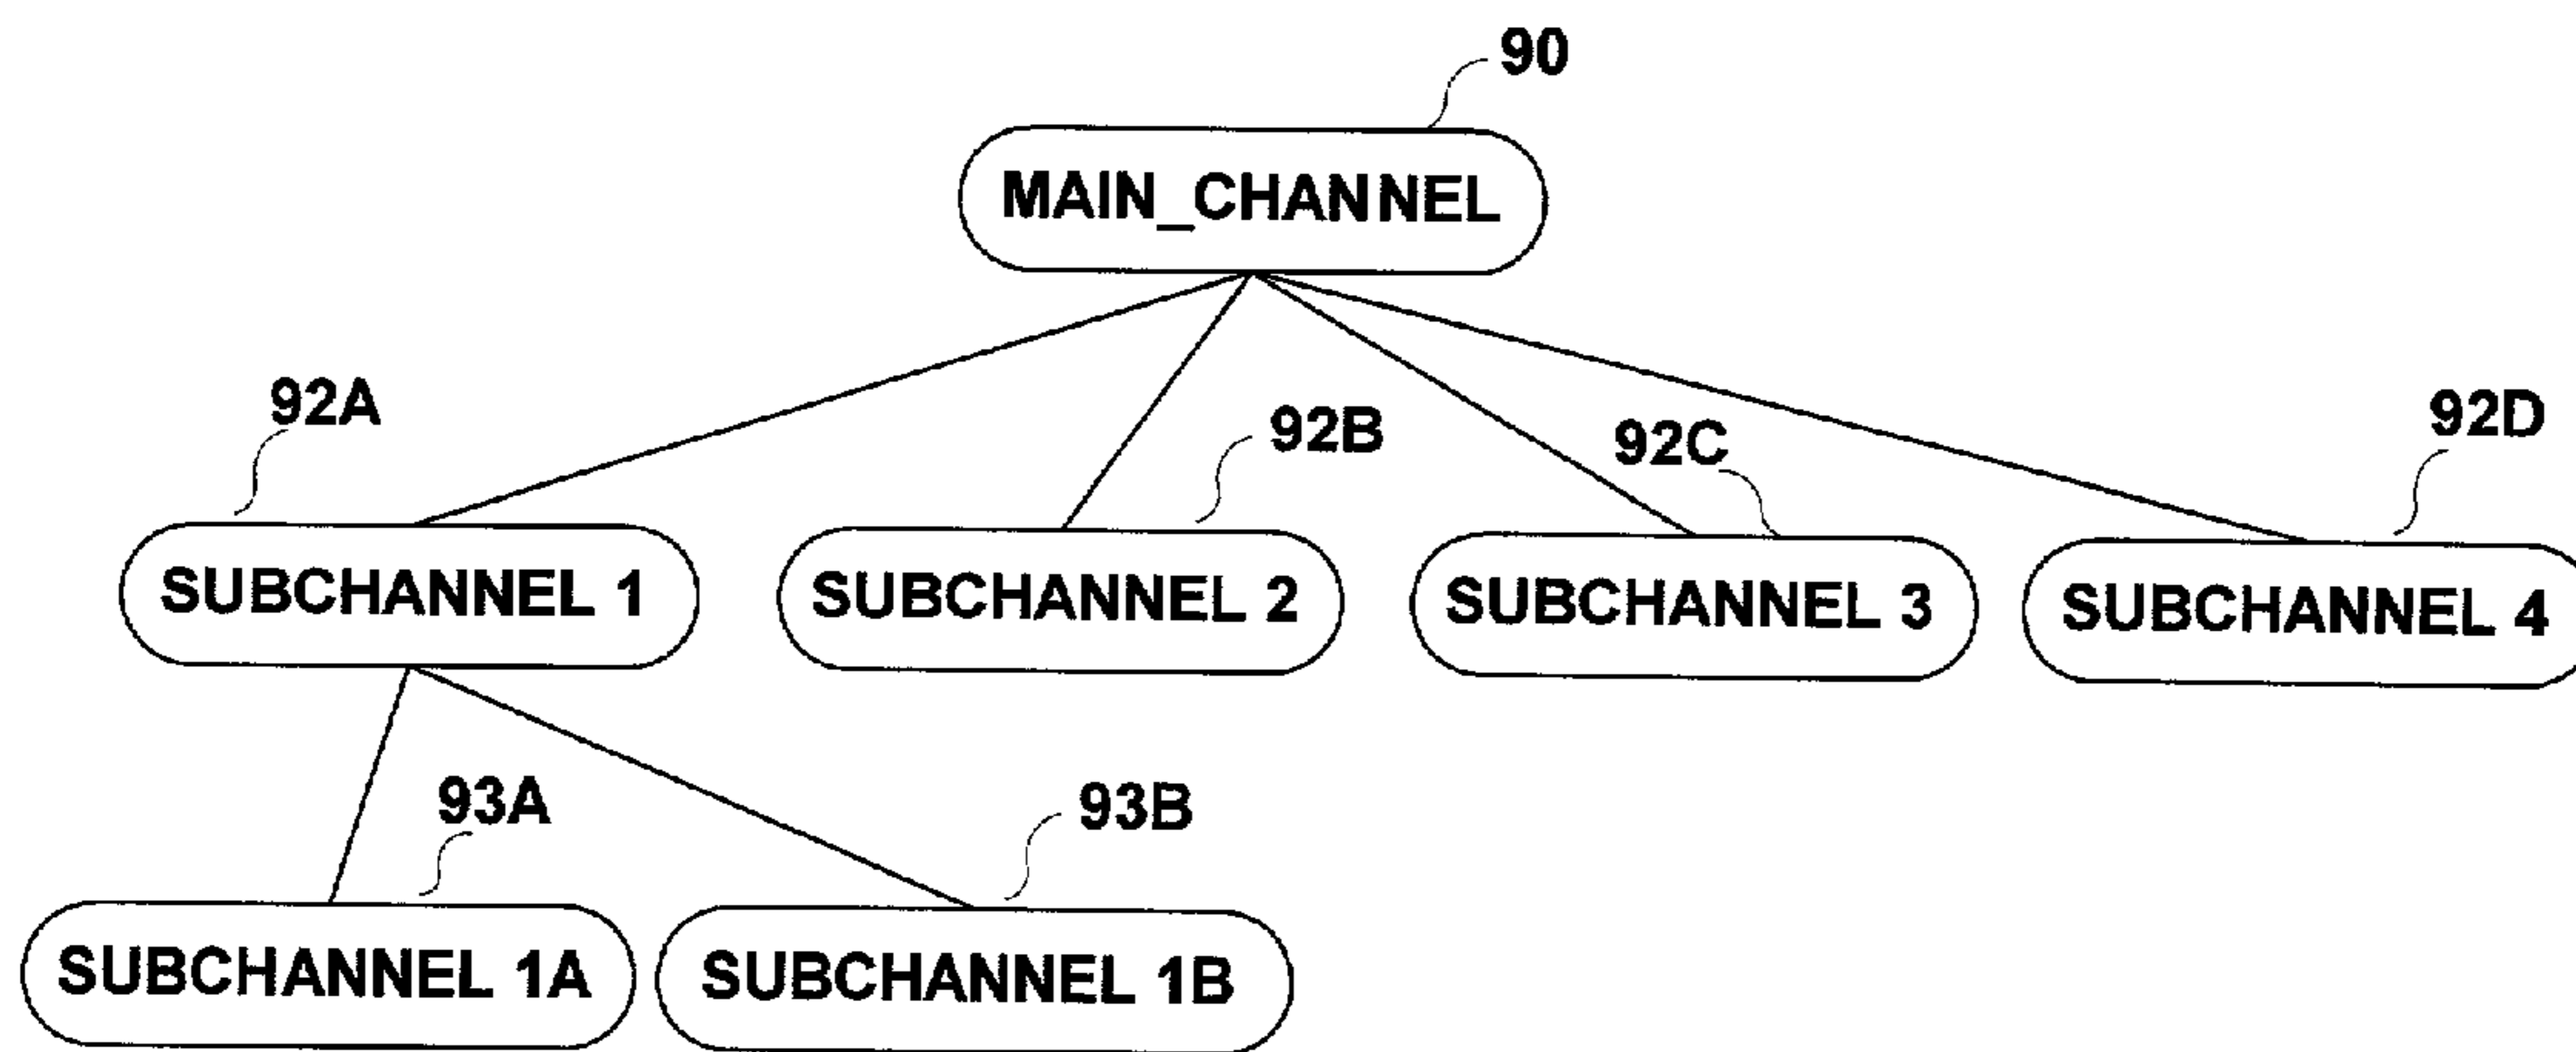 90
MAIN_CHANNEL
92A
92B
92C
92D
SUBCHANNEL 1
SUBCHANNEL 2
SUBCHANNEL 3
SUBCHANNEL 4
93A
93B
SUBCHANNEL 1A
SUBCHANNEL 1B